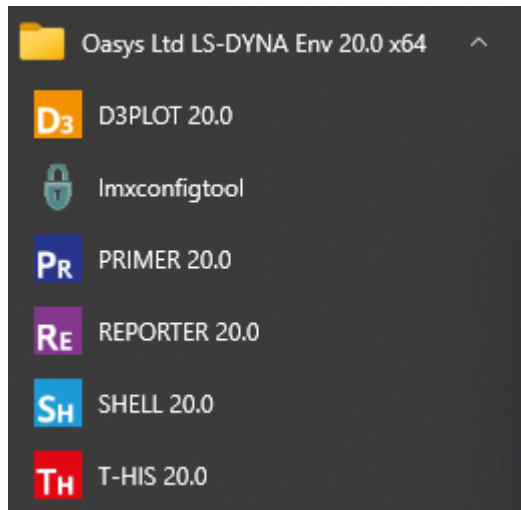 Oasys Ltd LS-DYNA Env 20.0 x64
D3 D3PLOT 20.0
lmxconfigtool
PR PRIMER 20.0
RE REPORTER 20.0
SH SHELL 20.0
TH T-HIS 20.0